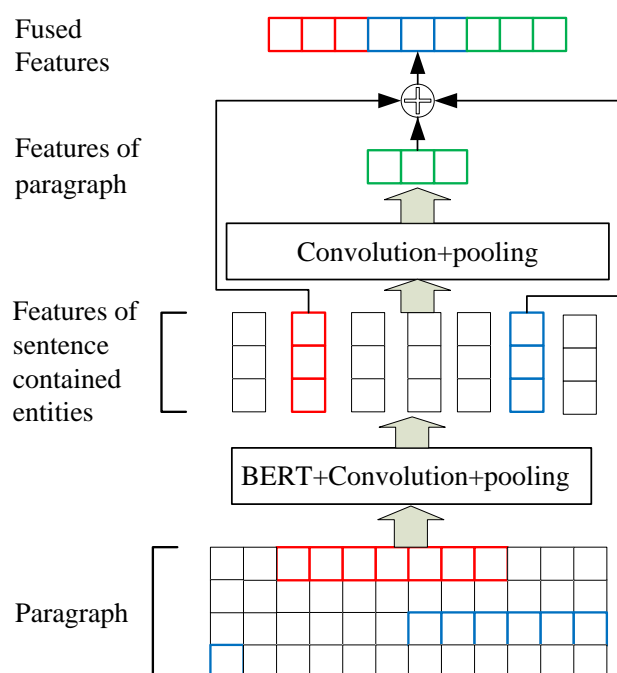 Fused
Features
Features of
paragraph
Convolution+pooling
Features of
sentence
contained
entities
BERT+Convolution+pooling
Paragraph